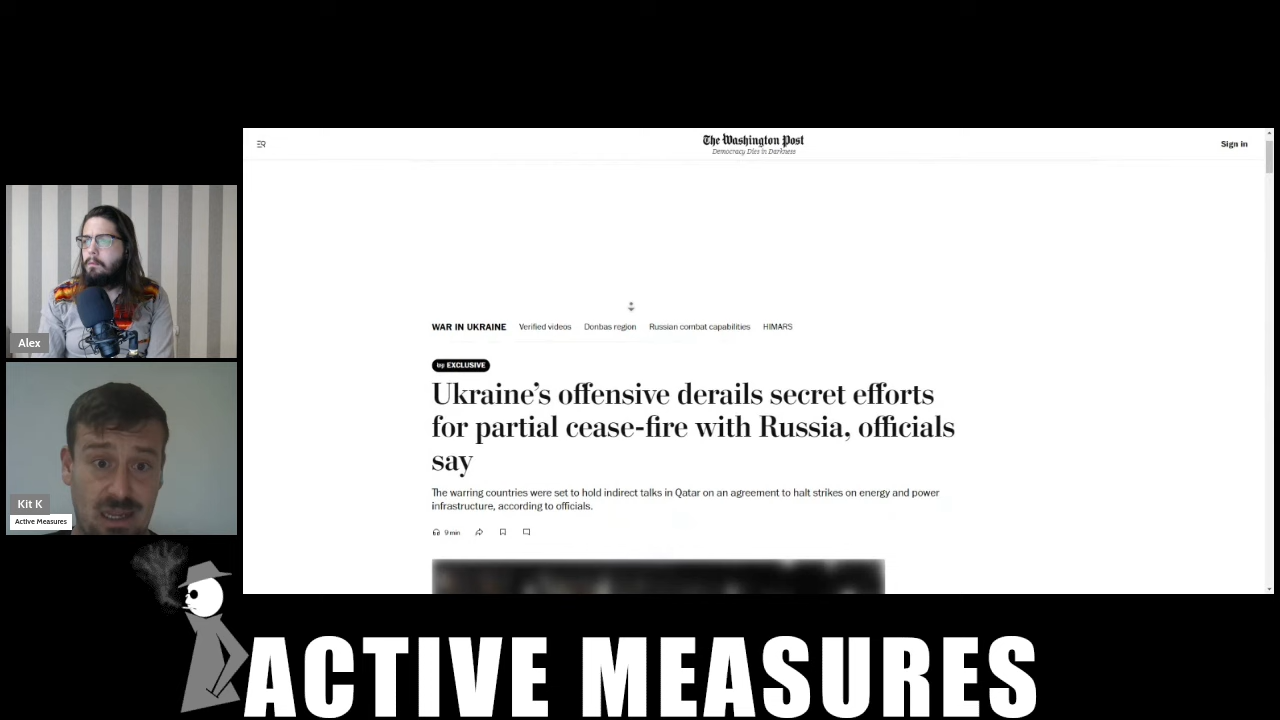 The Washington Post
Democracy Dies in Darkness
Sign in
WAR IN UKRAINE Verified videos Donbas region Russian combat capabilities HIMARS
EXCLUSIVE
Ukraine's offensive derails secret efforts
for partial cease-fire with Russia, officials
say
The warring countries were set to hold indirect talks in Qatar on an agreement to halt strikes on energy and power
infrastructure, according to officials.
9 min
Alex
Kit K
Active Measures
ACTIVE MEASURES